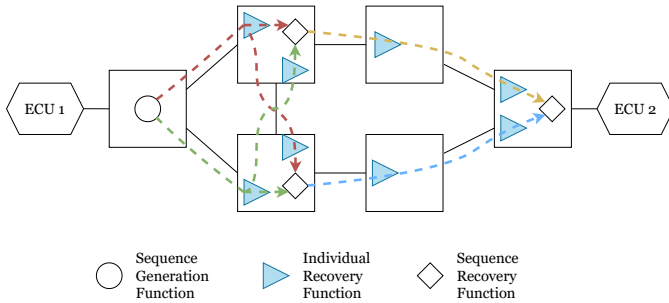 ECU 1
ECU 2
Sequence
Generation
Function
Individual
Recovery
Function
Sequence
Recovery
Function